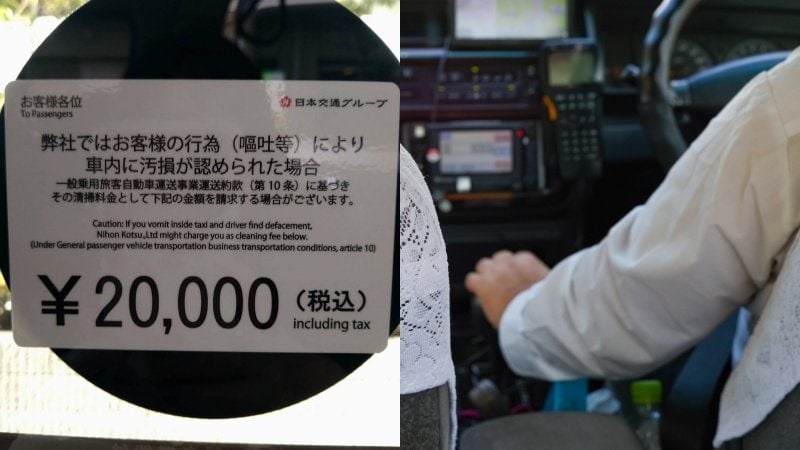 お客様各位
To Passengers
日本交通グループ
弊社ではお客様の行為（嘔吐等）により
車内に汚損が認められた場合
一般乗用旅客自動車運送事業運送約款（第10条）に基づき
その清掃料金として下記の金額を請求する場合がございます。
Caution: If you vomit inside taxi and driver find defacement,
Nihon Kotsu.,Ltd might charge you as cleaning fee below.
(Under General passenger vehicle transportation business transportation conditions, article 10)
¥20,000（税込）
including tax